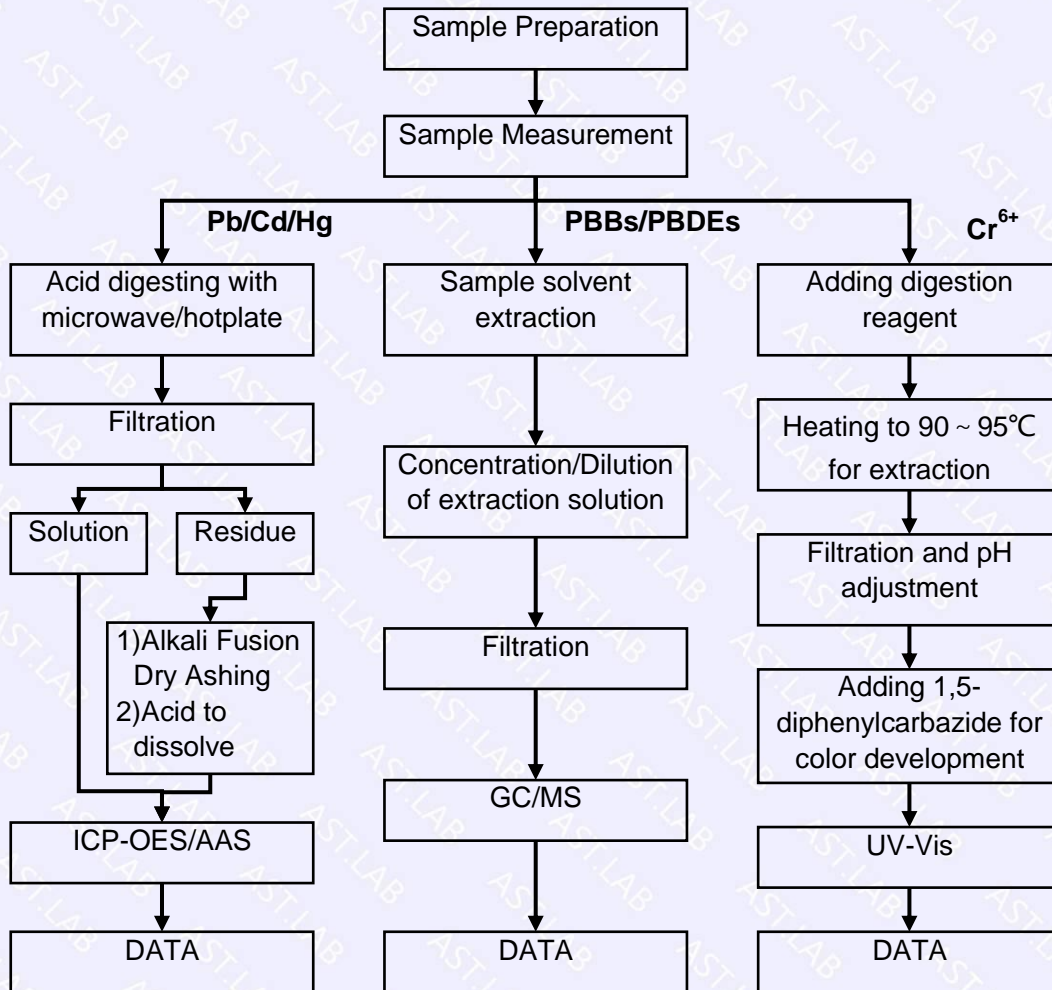 Sample Preparation
Sample Measurement
Pb/Cd/Hg
PBBs/PBDEs
Cr⁶⁺
Acid digesting with
microwave/hotplate
Filtration
Solution
Residue
1)Alkali Fusion
Dry Ashing
2)Acid to
dissolve
ICP-OES/AAS
DATA
Sample solvent
extraction
Concentration/Dilution
of extraction solution
Filtration
GC/MS
DATA
Adding digestion
reagent
Heating to 90 ~ 95℃
for extraction
Filtration and pH
adjustment
Adding 1,5-
diphenylcarbazide for
color development
UV-Vis
DATA
AST.LAB